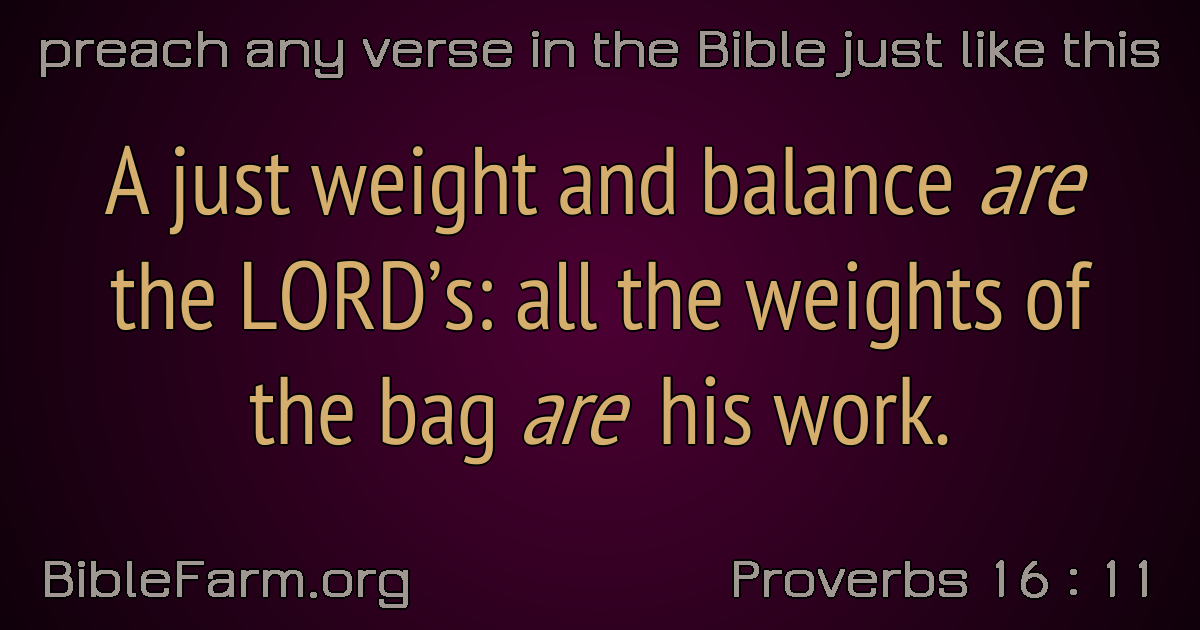 preach any verse in the Bible just like this
A just weight and balance are
the LORD’s: all the weights of
the bag are his work.
BibleFarm.org
Proverbs 16 : 11